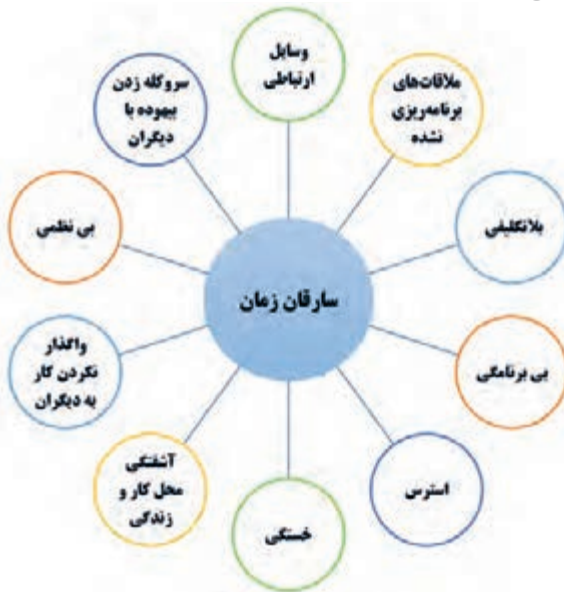 وسایل
ارتباطی
ملاقات‌های
برنامه‌ریزی
نشده
بلاتکلیفی
بی برنامگی
استرس
خستگی
آشفتگی
محل کار و
زندگی
واگذار
نکردن کار
به دیگران
بی نظمی
سروکله زدن
بیهوده با
دیگران
سارقان زمان